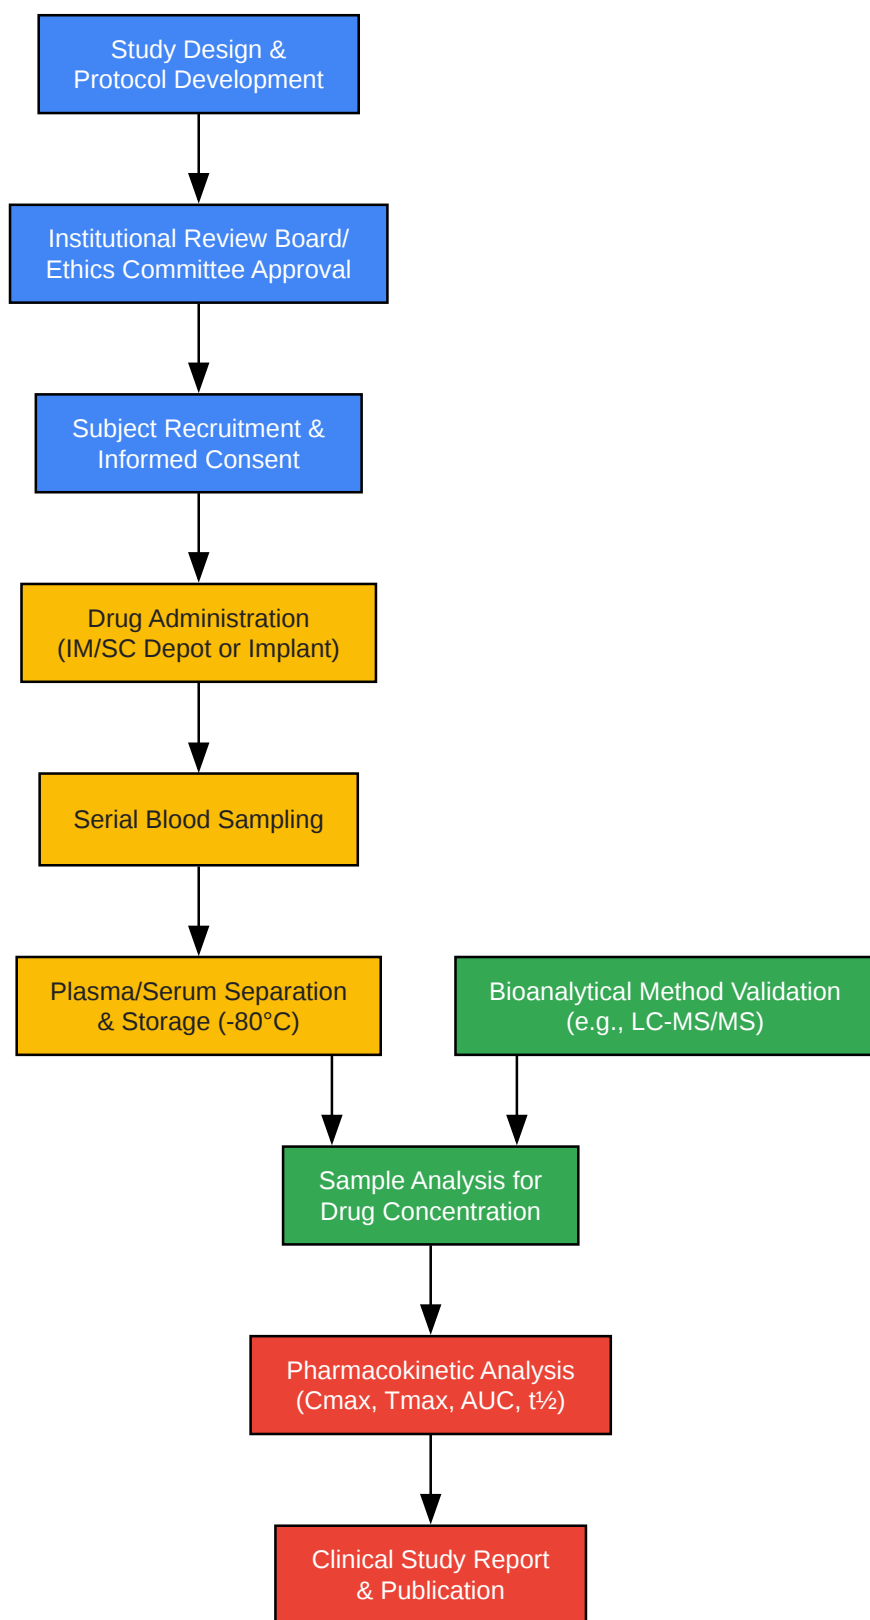 Study Design &
Protocol Development
Institutional Review Board/
Ethics Committee Approval
Subject Recruitment &
Informed Consent
Drug Administration
(IM/SC Depot or Implant)
Serial Blood Sampling
Plasma/Serum Separation
& Storage (-80°C)
Bioanalytical Method Validation
(e.g., LC-MS/MS)
Sample Analysis for
Drug Concentration
Pharmacokinetic Analysis
(Cmax, Tmax, AUC, t½)
Clinical Study Report
& Publication